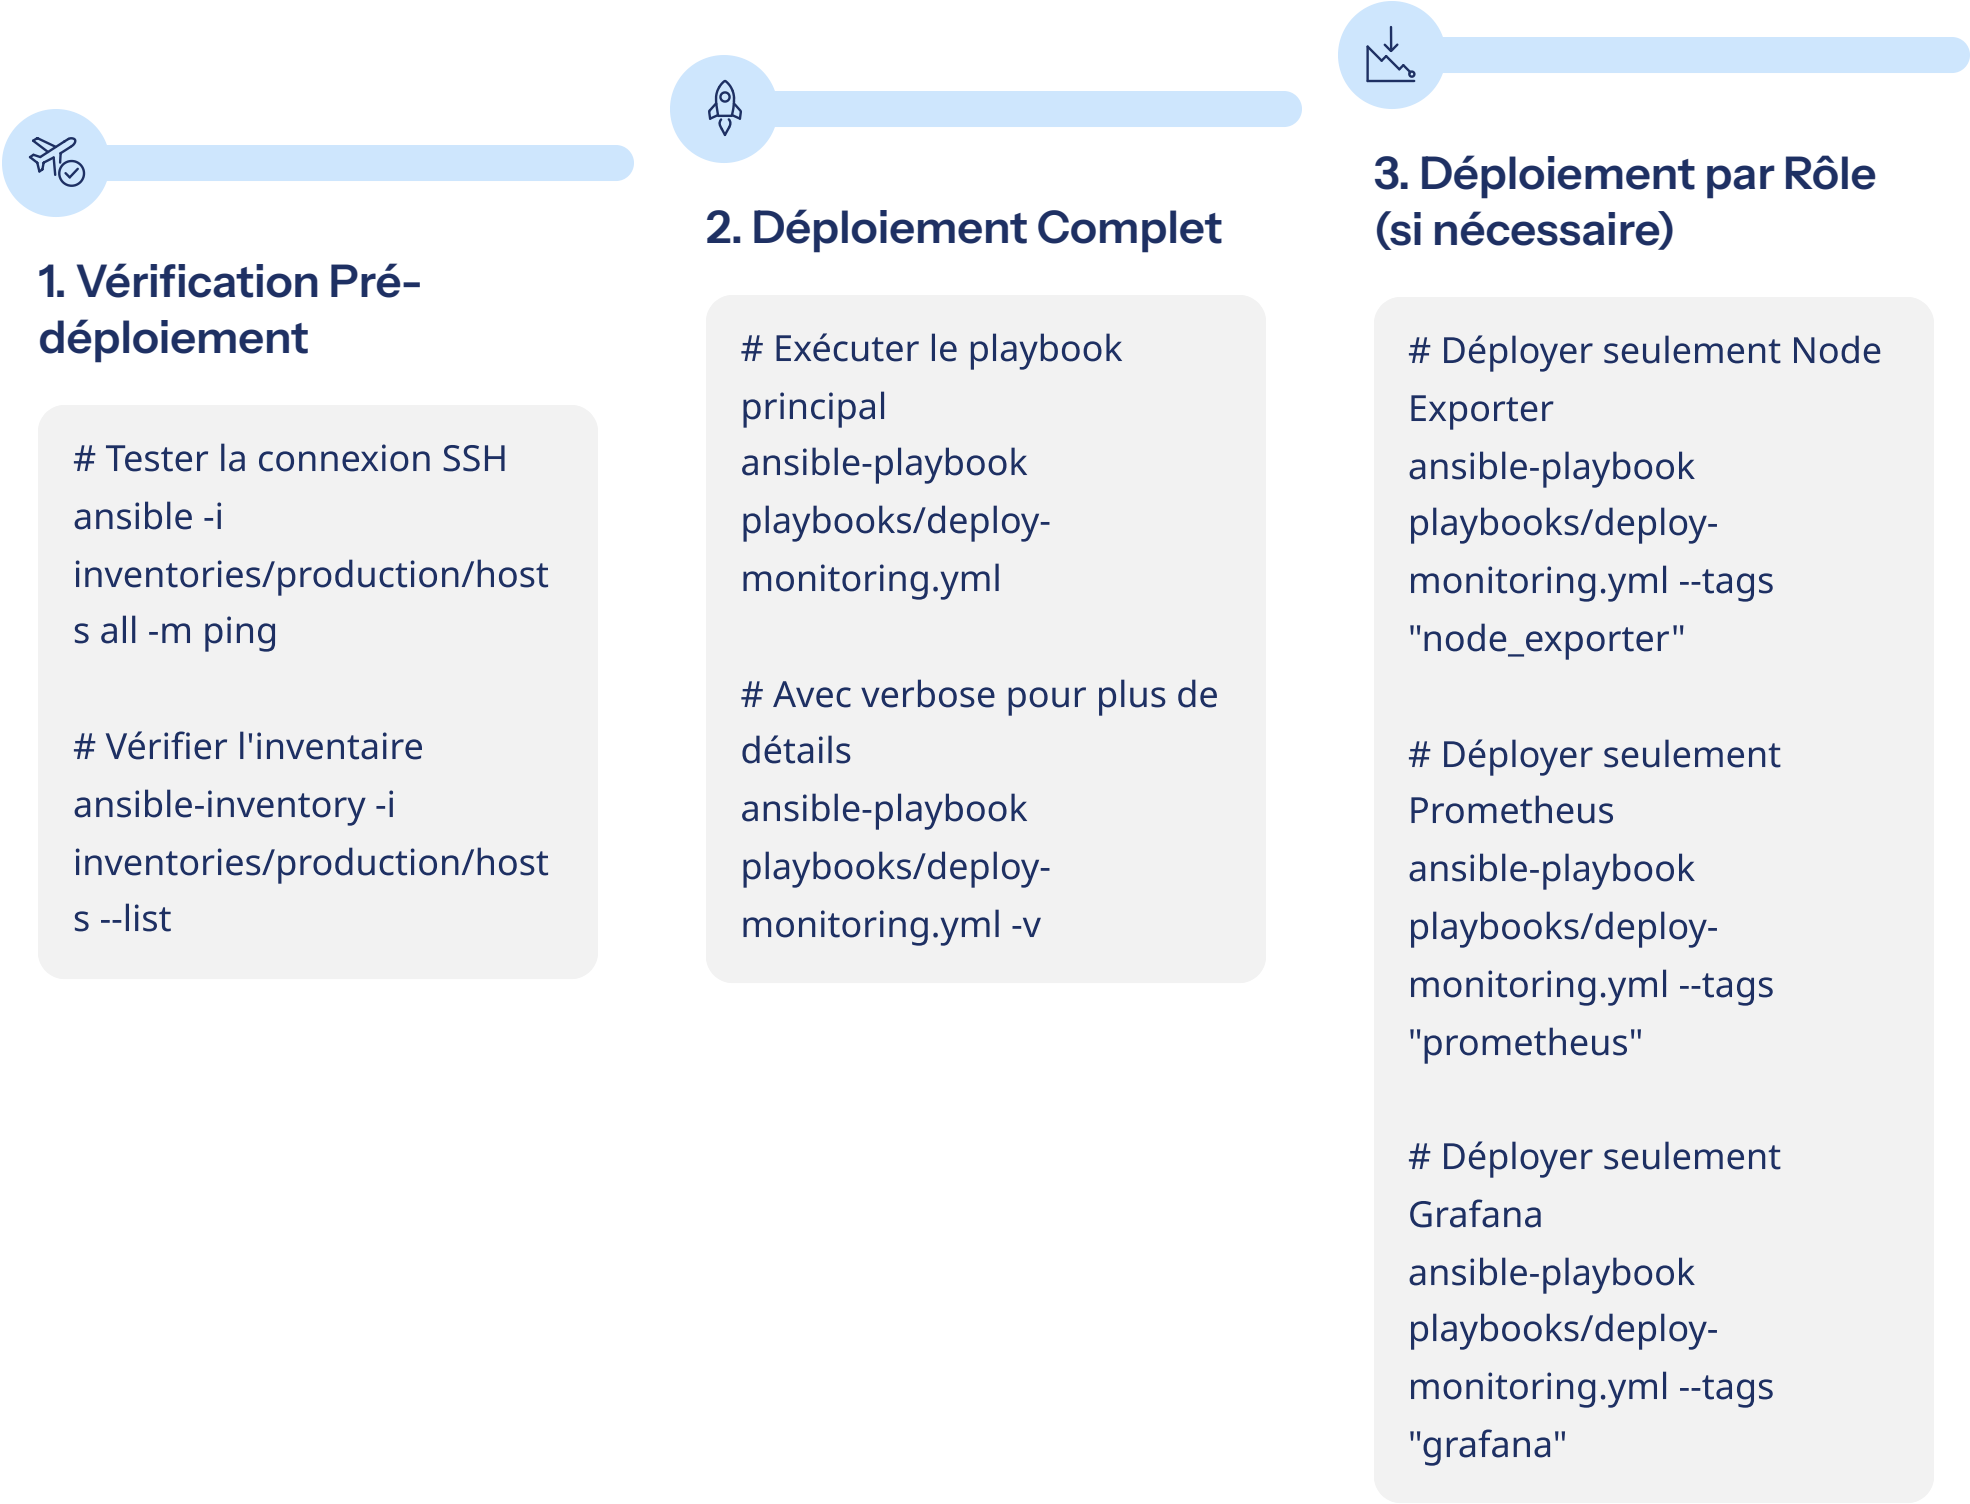 1. Vérification Pré-
déploiement
# Tester la connexion SSH
ansible -i
inventories/production/host
s all -m ping
# Vérifier l'inventaire
ansible-inventory -i
inventories/production/host
s --list
2. Déploiement Complet
# Exécuter le playbook
principal
ansible-playbook
playbooks/deploy-
monitoring.yml
# Avec verbose pour plus de
détails
ansible-playbook
playbooks/deploy-
monitoring.yml -v
3. Déploiement par Rôle
(si nécessaire)
# Déployer seulement Node
Exporter
ansible-playbook
playbooks/deploy-
monitoring.yml --tags
"node_exporter"
# Déployer seulement
Prometheus
ansible-playbook
playbooks/deploy-
monitoring.yml --tags
"prometheus"
# Déployer seulement
Grafana
ansible-playbook
playbooks/deploy-
monitoring.yml --tags
"grafana"